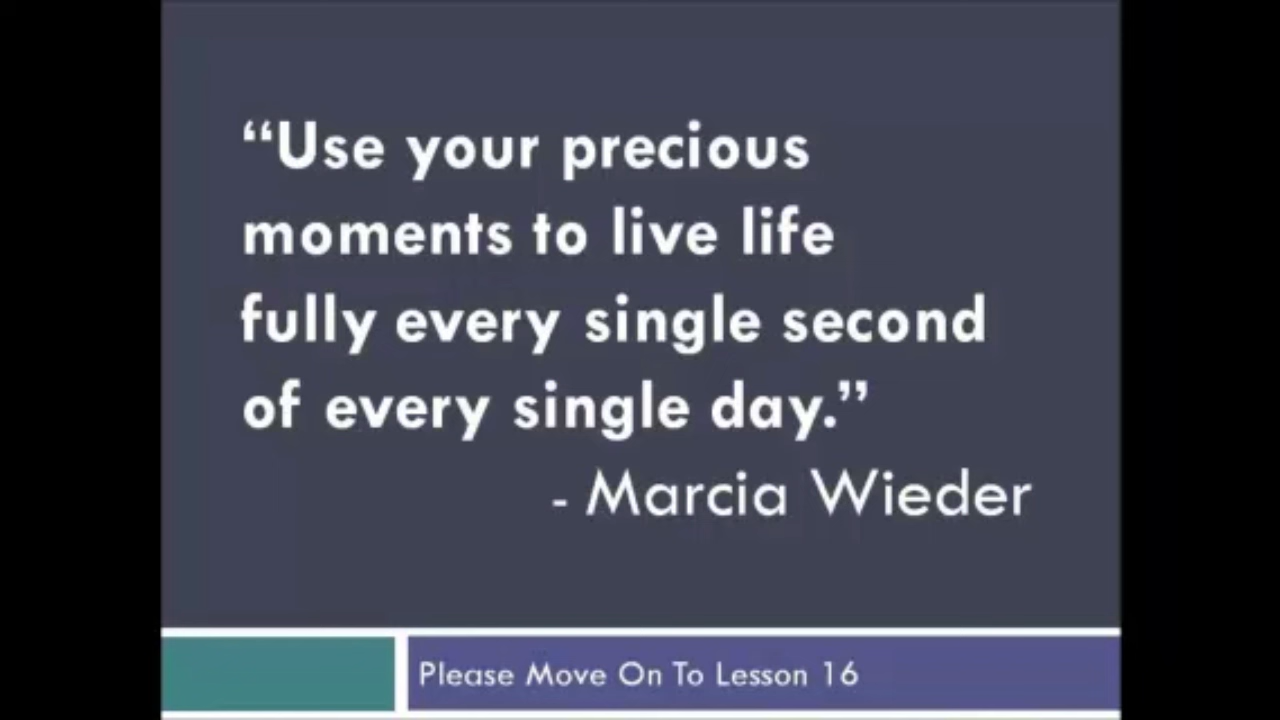 “Use your precious
moments to live life
fully every single second
of every single day.”
- Marcia Wieder
Please Move On To Lesson 16